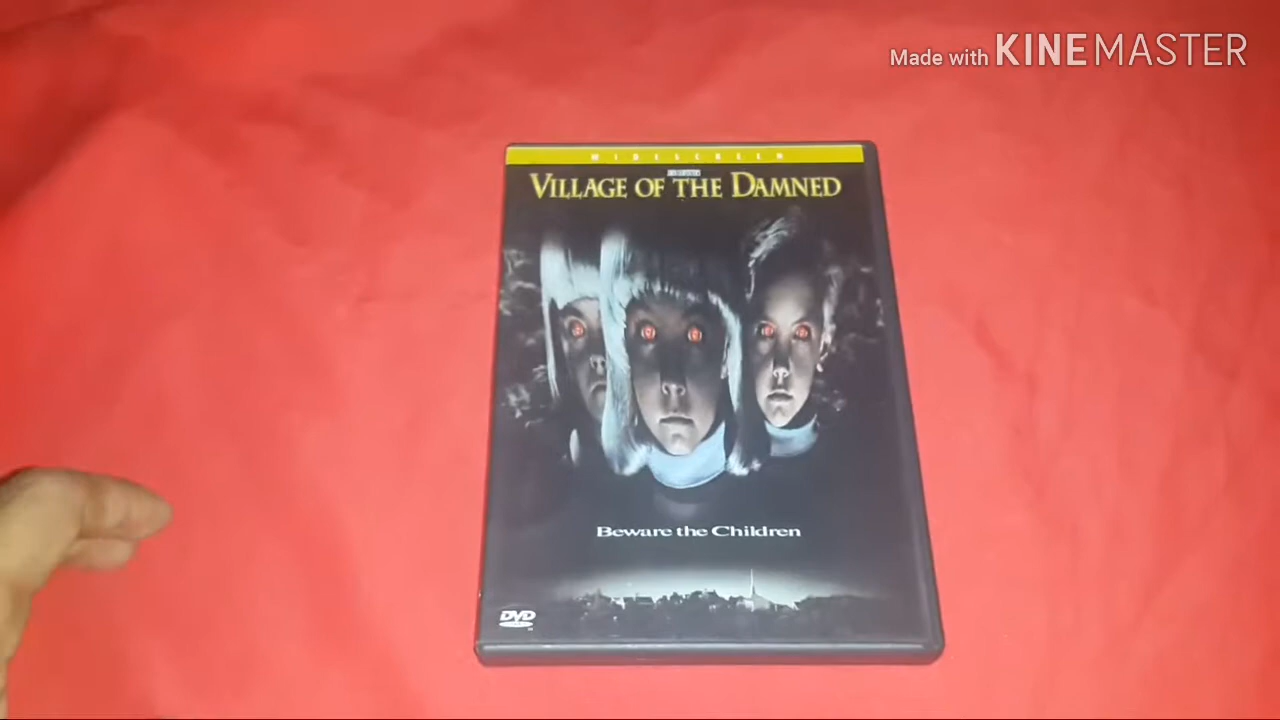 Made with KINEMASTER
WIDESCREEN
VILLAGE OF THE DAMNED
Beware the Children
DVD